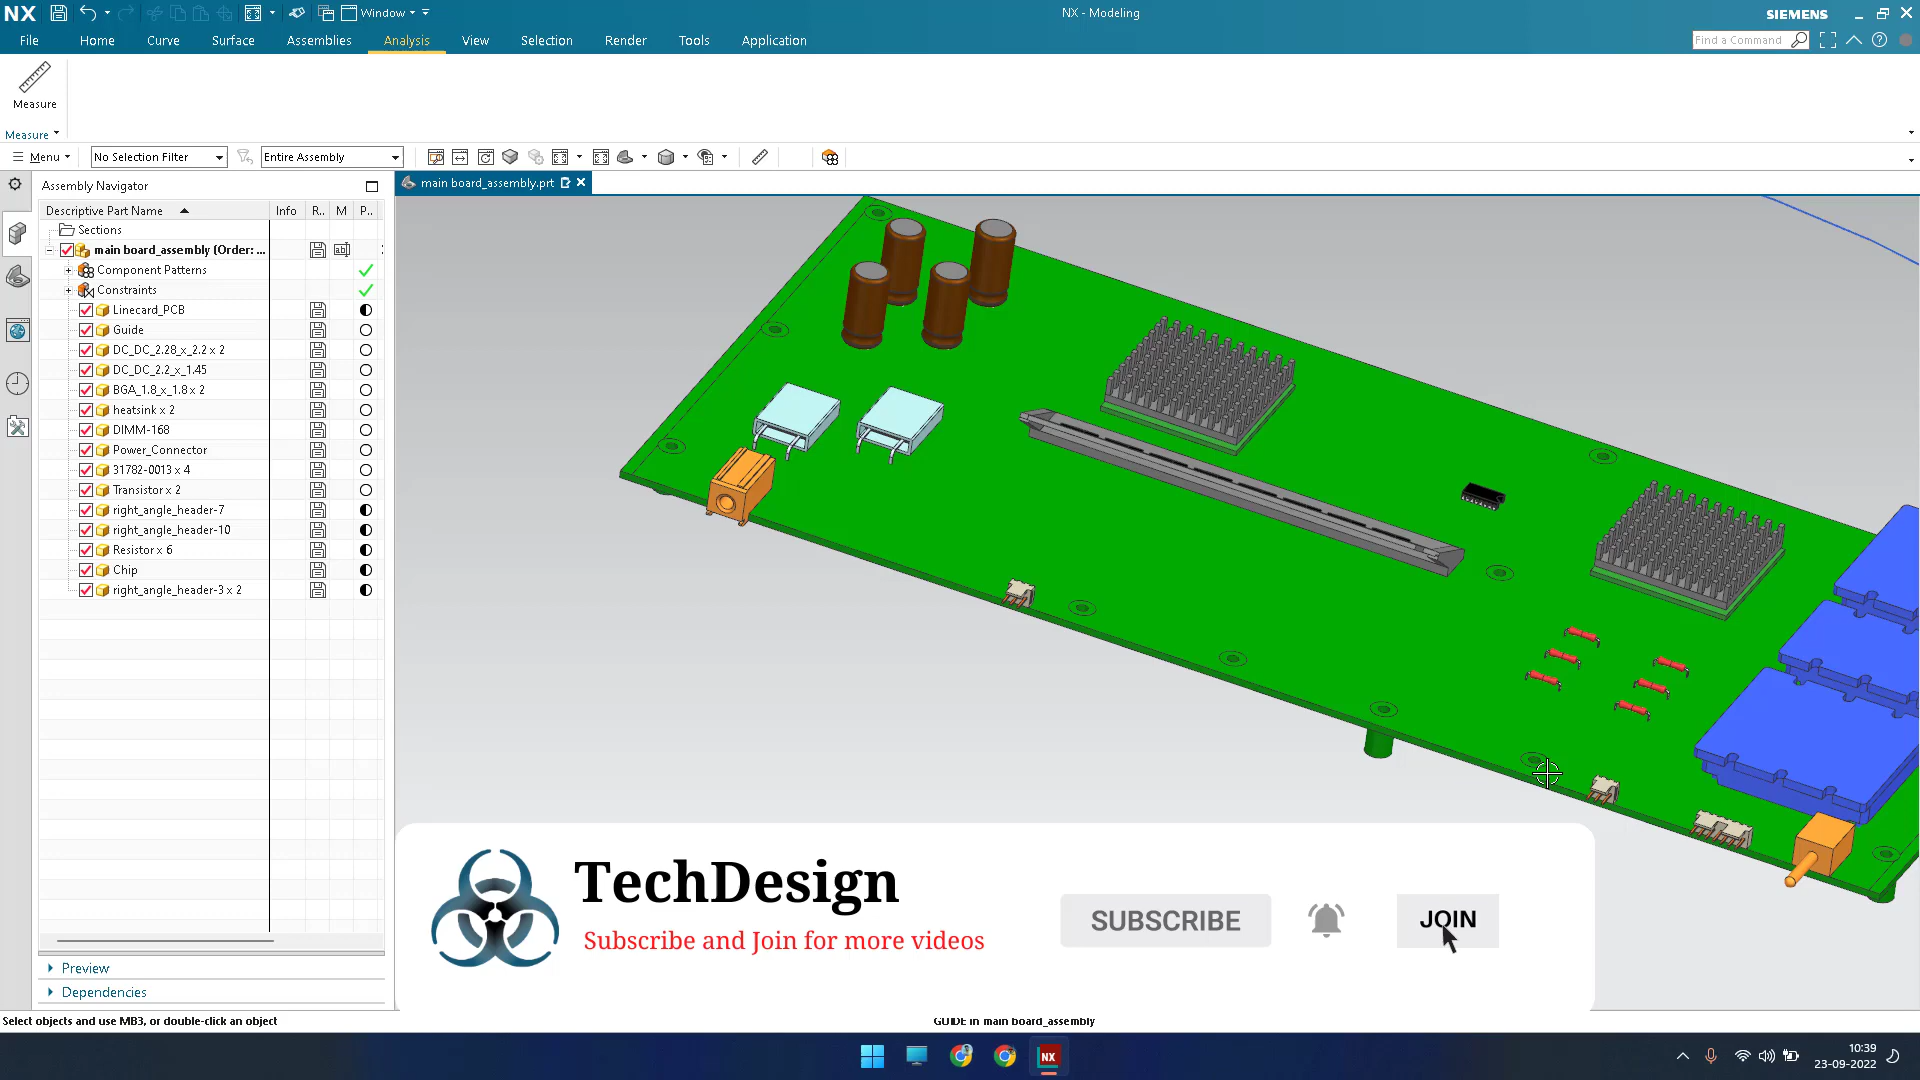 NX
Window
NX - Modeling
SIEMENS
File
Home
Curve
Surface
Assemblies
Analysis
View
Selection
Render
Tools
Application
Find a Command
Measure
Measure
Menu
No Selection Filter
Entire Assembly
Assembly Navigator
main board_assembly.prt
Descriptive Part Name
Info
R..
M
P..
Sections
main board_assembly (Order: ...
Component Patterns
Constraints
Linecard_PCB
Guide
DC_DC_2.28_x_2.2 x 2
DC_DC_2.2_x_1.45
BGA_1.8_x_1.8 x 2
heatsink x 2
DIMM-168
Power_Connector
31782-0013 x 4
Transistor x 2
right_angle_header-7
right_angle_header-10
Resistor x 6
Chip
right_angle_header-3 x 2
TechDesign
Subscribe and Join for more videos
SUBSCRIBE
JOIN
Preview
Dependencies
Select objects and use MB3, or double-click an object
GUIDE in main board_assembly
NX
10:39
23-09-2022